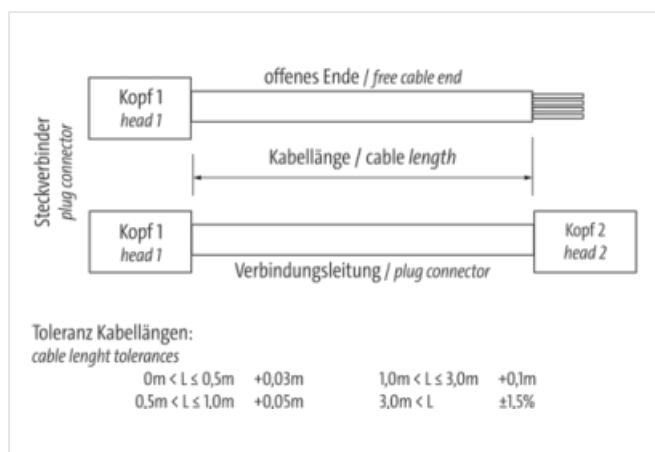 offenes Ende / free cable end
Kopf 1
head 1
Kabellänge / cable length
Steckverbinder
plug connector
Kopf 1
head 1
Kopf 2
head 2
Verbindungsleitung / plug connector
Toleranz Kabellängen:
cable lenght tolerances
0m < L ≤ 0,5m +0,03m 1,0m < L ≤ 3,0m +0,1m
0,5m < L ≤ 1,0m +0,05m 3,0m < L ±1,5%